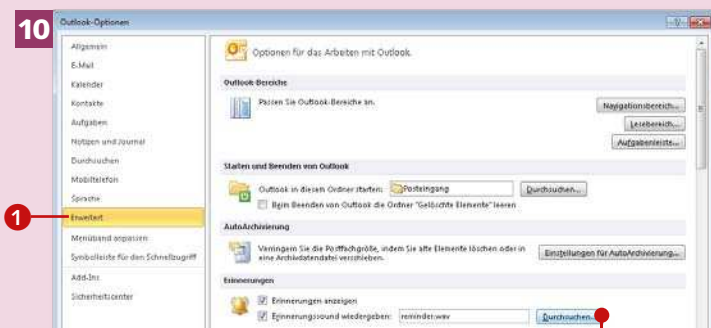 10
Outlook-Optionen
Allgemein
E-Mail
Kalender
Kontakte
Aufgaben
Notizen und Journal
Durchsuchen
Mobiltelefon
Sprache
1
Erweitert
Menüband anpassen
Symbolleiste für den Schnellzugriff
Add-Ins
Sicherheitscenter
Optionen für das Arbeiten mit Outlook.
Outlook-Bereiche
Passen Sie Outlook-Bereiche an.
Navigationsbereich...
Lesebereich...
Aufgabenleiste...
Starten und Beenden von Outlook
Outlook in diesem Ordner starten: Posteingang Durchsuchen...
Beim Beenden von Outlook die Ordner "Gelöschte Elemente" leeren
AutoArchivierung
Verringern Sie die Postfachgröße, indem Sie alte Elemente löschen oder in
eine Archivdatendatei verschieben.
Einstellungen für AutoArchivierung...
Erinnerungen
Erinnerungen anzeigen
Erinnerungssound wiedergeben: reminder.wav Durchsuchen...